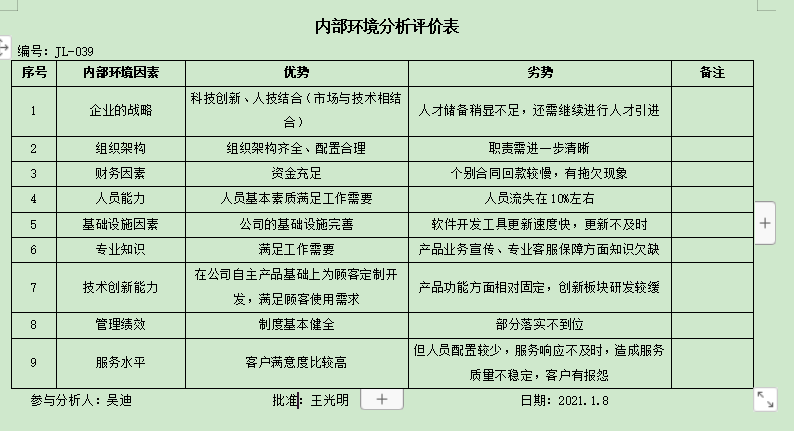 内部环境分析评价表
编号：JL-039
序号 内部环境因素 优势 劣势 备注
1 企业的战略 科技创新、人技结合（市场与技术相结
合） 人才储备稍显不足，还需继续进行人才引进
2 组织架构 组织架构齐全、配置合理 职责需进一步清晰
3 财务因素 资金充足 个别合同回款较慢，有拖欠现象
4 人员能力 人员基本素质满足工作需要 人员流失在10%左右
5 基础设施因素 公司的基础设施完善 软件开发工具更新速度快，更新不及时
6 专业知识 满足工作需要 产品业务宣传、专业客服保障方面知识欠缺
7 技术创新能力 在公司自主产品基础上为顾客定制开
发，满足顾客使用需求 产品功能方面相对固定，创新板块研发较缓
8 管理绩效 制度基本健全 部分落实不到位
9 服务水平 客户满意度比较高 但人员配置较少，服务响应不及时，造成服务
质量不稳定，客户有报怨
参与分析人：吴迪 批准：王光明 日期：2021.1.8